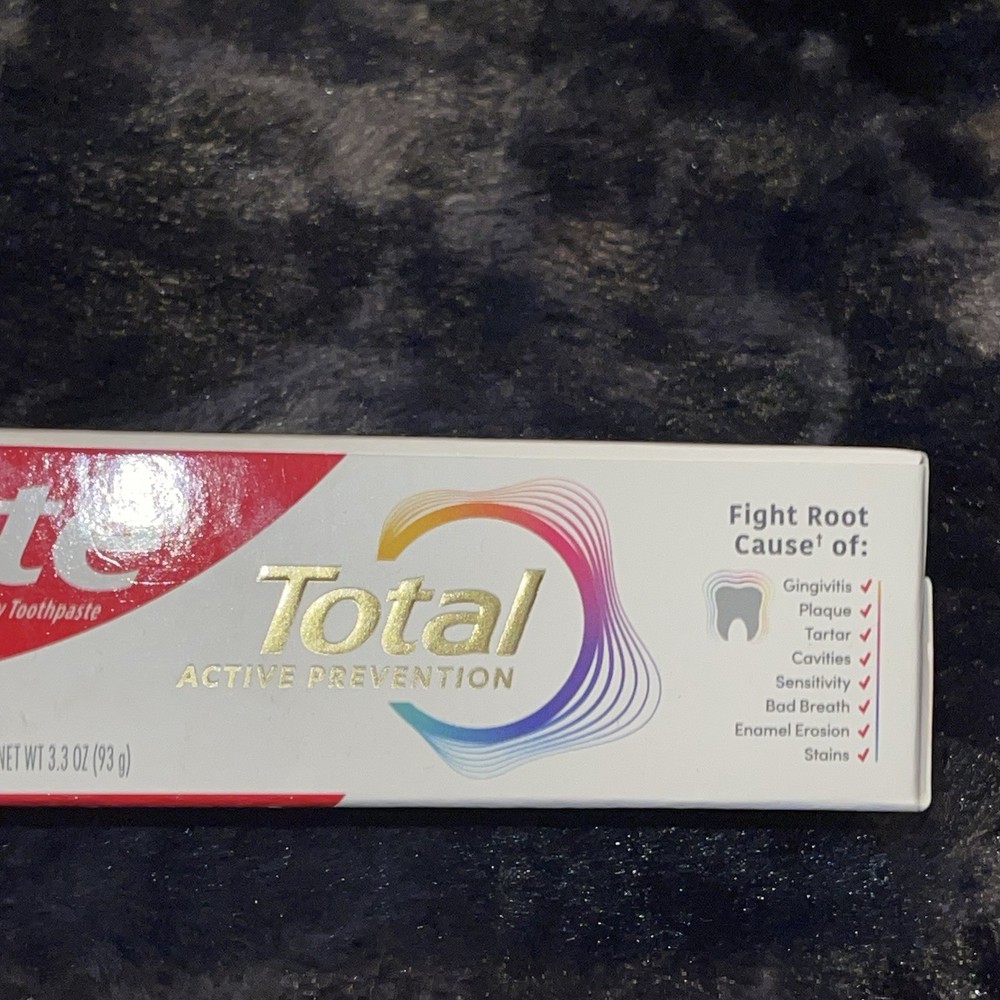 te
y Toothpaste
Total
ACTIVE PREVENTION
NET WT 3.3 OZ (93 g)
Fight Root
Cause† of:
Gingivitis ✓
Plaque ✓
Tartar ✓
Cavities ✓
Sensitivity ✓
Bad Breath ✓
Enamel Erosion ✓
Stains ✓